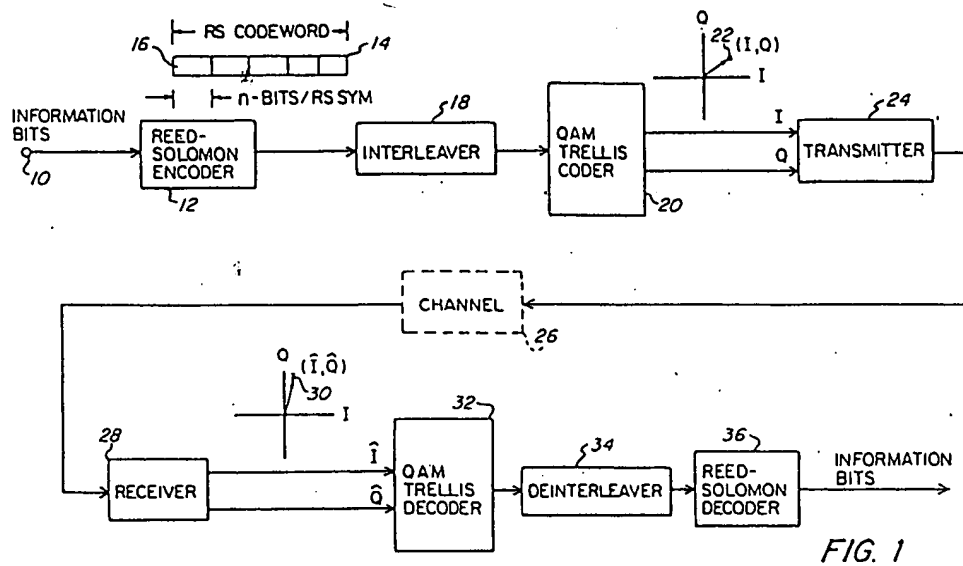 RS CODEWORD
16
14
n-BITS/RS SYM
INFORMATION
BITS
10
REED-
SOLOMON
ENCODER
12
18
INTERLEAVER
QAM
TRELLIS
CODER
20
Q
22
(I,Q)
I
I
Q
24
TRANSMITTER
CHANNEL
26
Q
(Î,Q̂)
30
I
28
RECEIVER
Î
Q̂
32
QAM
TRELLIS
DECODER
34
DEINTERLEAVER
36
REED-
SOLOMON
DECODER
INFORMATION
BITS
FIG. 1